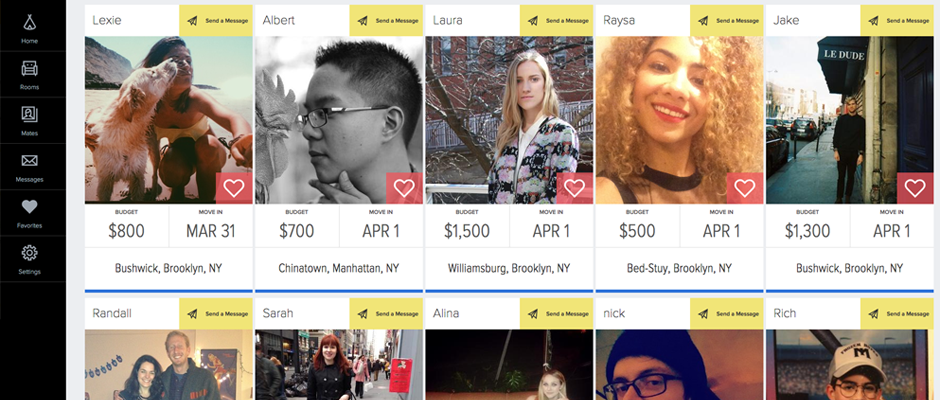 Home
Rooms
Mates
Messages
Favorites
Settings
Lexie
Send a Message
Albert
Send a Message
Laura
Send a Message
Raysa
Send a Message
Jake
Send a Message
LE DUDE
BUDGET MOVE IN
$800 MAR 31
Bushwick, Brooklyn, NY
BUDGET MOVE IN
$700 APR 1
Chinatown, Manhattan, NY
BUDGET MOVE IN
$1,500 APR 1
Williamsburg, Brooklyn, NY
BUDGET MOVE IN
$500 APR 1
Bed-Stuy, Brooklyn, NY
BUDGET MOVE IN
$1,300 APR 1
Bushwick, Brooklyn, NY
Randall
Send a Message
Sarah
Send a Message
Alina
Send a Message
nick
Send a Message
Rich
Send a Message
M